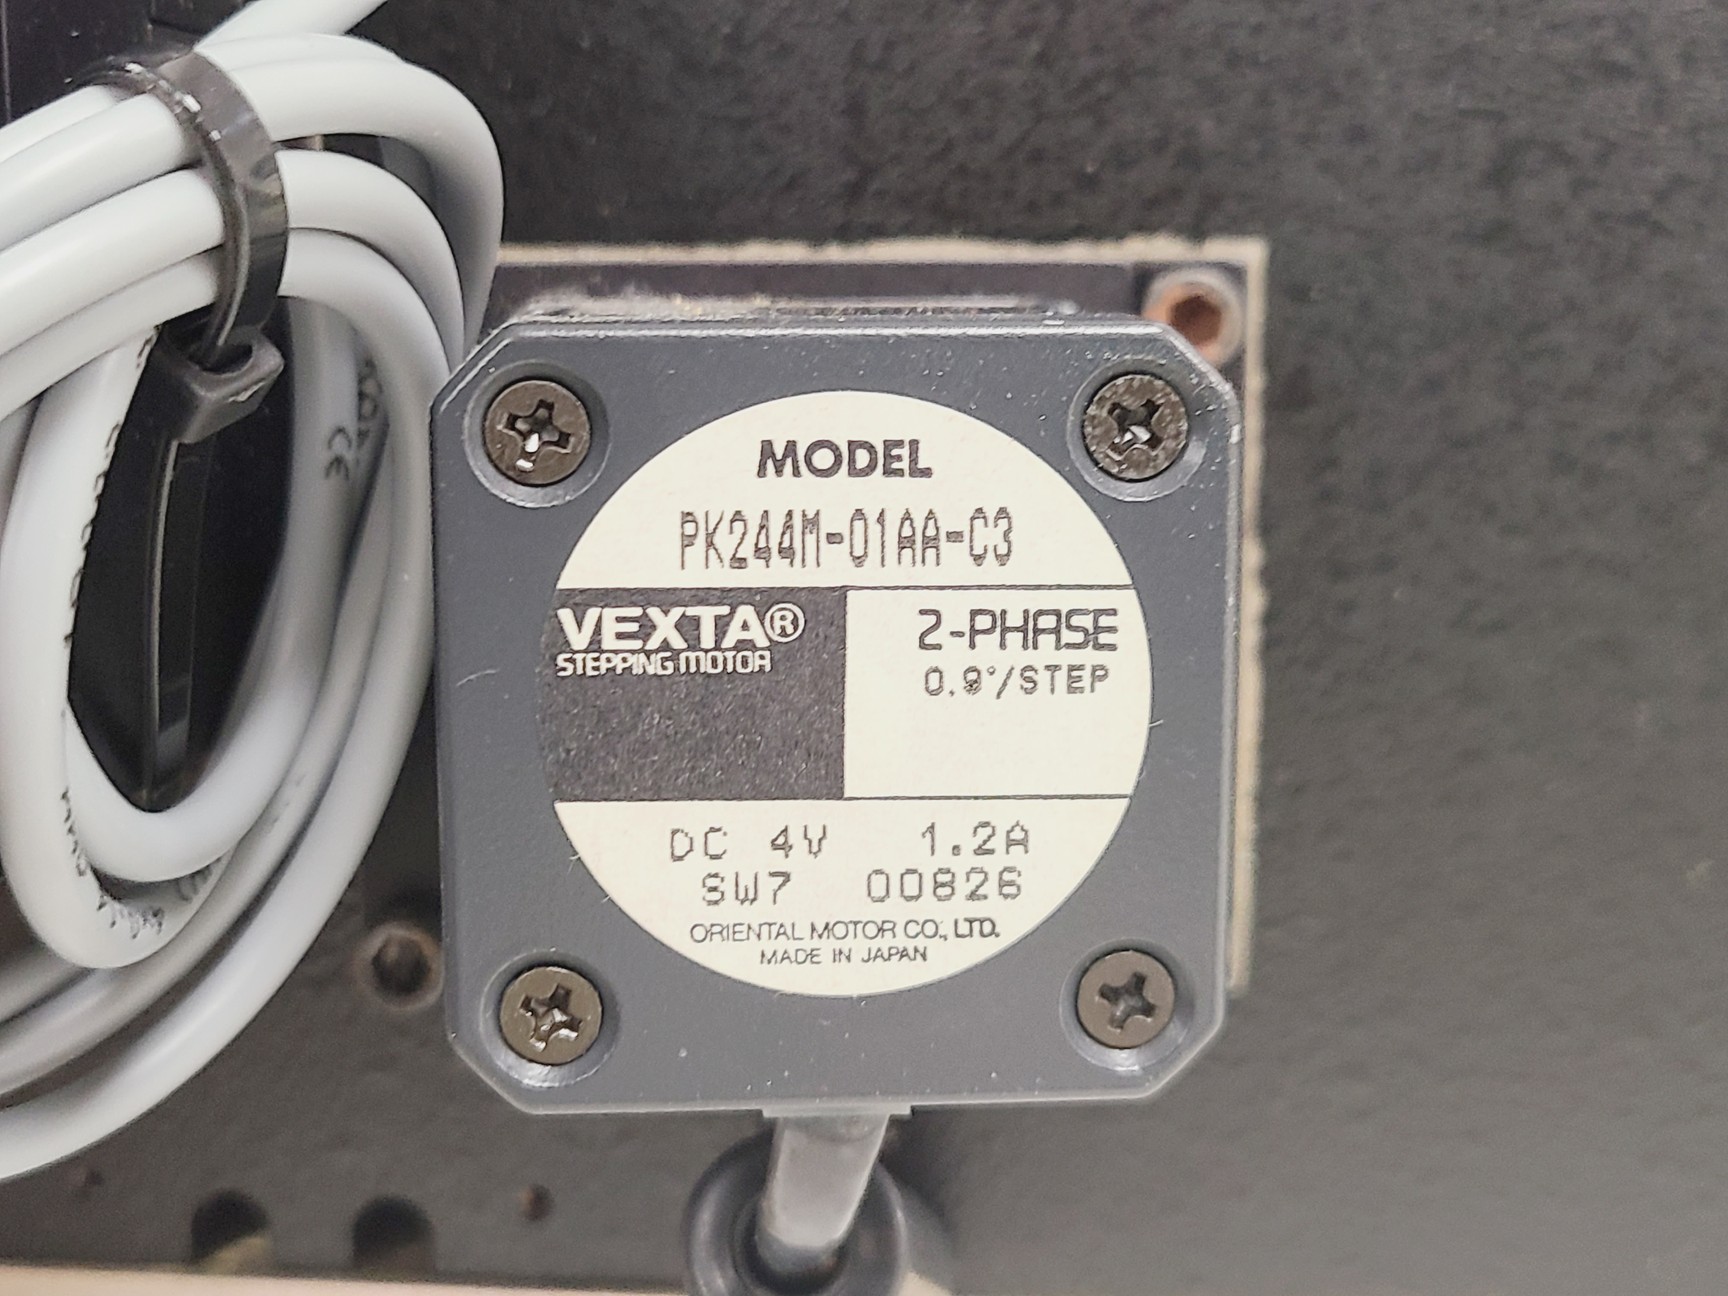 MODEL
PK244M-01AA-C3
VEXTA®
STEPPING MOTOR
2-PHASE
0.9°/STEP
DC 4V 1.2A
SW7 00826
ORIENTAL MOTOR CO., LTD.
MADE IN JAPAN
CE